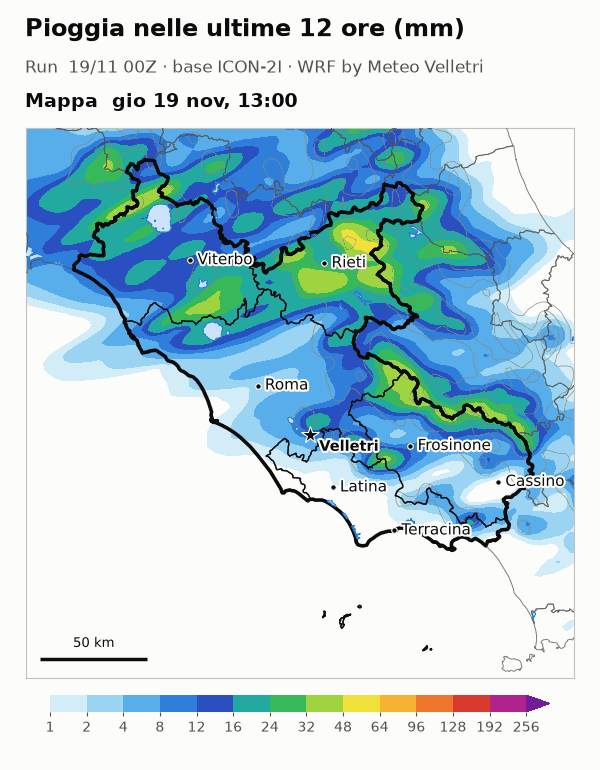 Pioggia nelle ultime 12 ore (mm)
Run 19/11 00Z · base ICON-2I · WRF by Meteo Velletri
Mappa gio 19 nov, 13:00
Viterbo
Rieti
Roma
Velletri
Frosinone
Latina
Cassino
Terracina
50 km
1 2 4 8 12 16 24 32 48 64 96 128 192 256